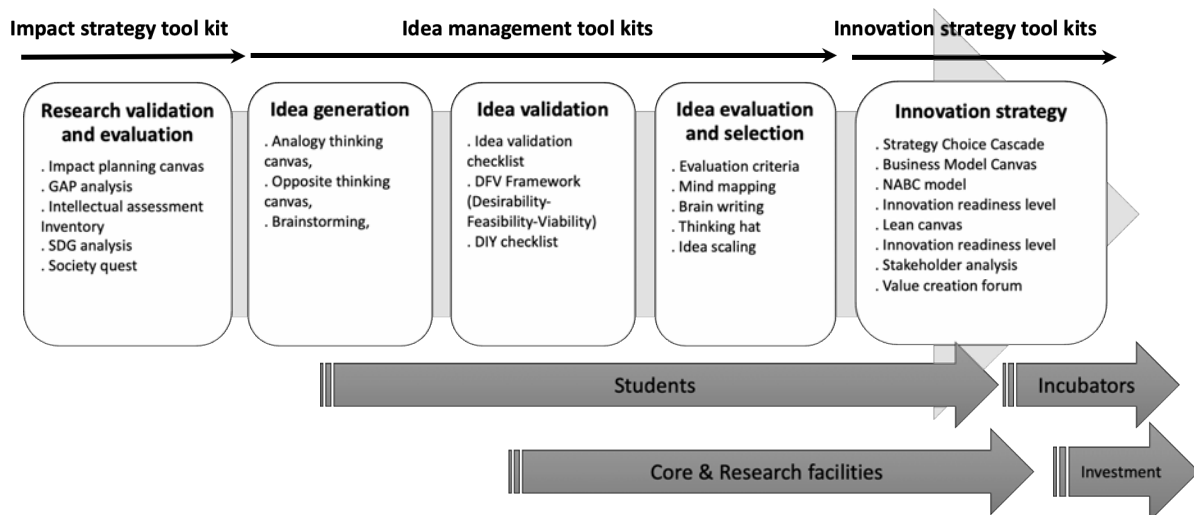 Impact strategy tool kit
Idea management tool kits
Innovation strategy tool kits
Research validation
and evaluation
. Impact planning canvas
. GAP analysis
. Intellectual assessment
Inventory
. SDG analysis
. Society quest
Idea generation
. Analogy thinking
canvas,
. Opposite thinking
canvas,
. Brainstorming,
Idea validation
. Idea validation
checklist
. DFV Framework
(Desirability-
Feasibility-Viability)
. DIY checklist
Idea evaluation
and selection
. Evaluation criteria
. Mind mapping
. Brain writing
. Thinking hat
. Idea scaling
Innovation strategy
. Strategy Choice Cascade
. Business Model Canvas
. NABC model
. Innovation readiness level
. Lean canvas
. Innovation readiness level
. Stakeholder analysis
. Value creation forum
Students
Incubators
Core & Research facilities
Investment